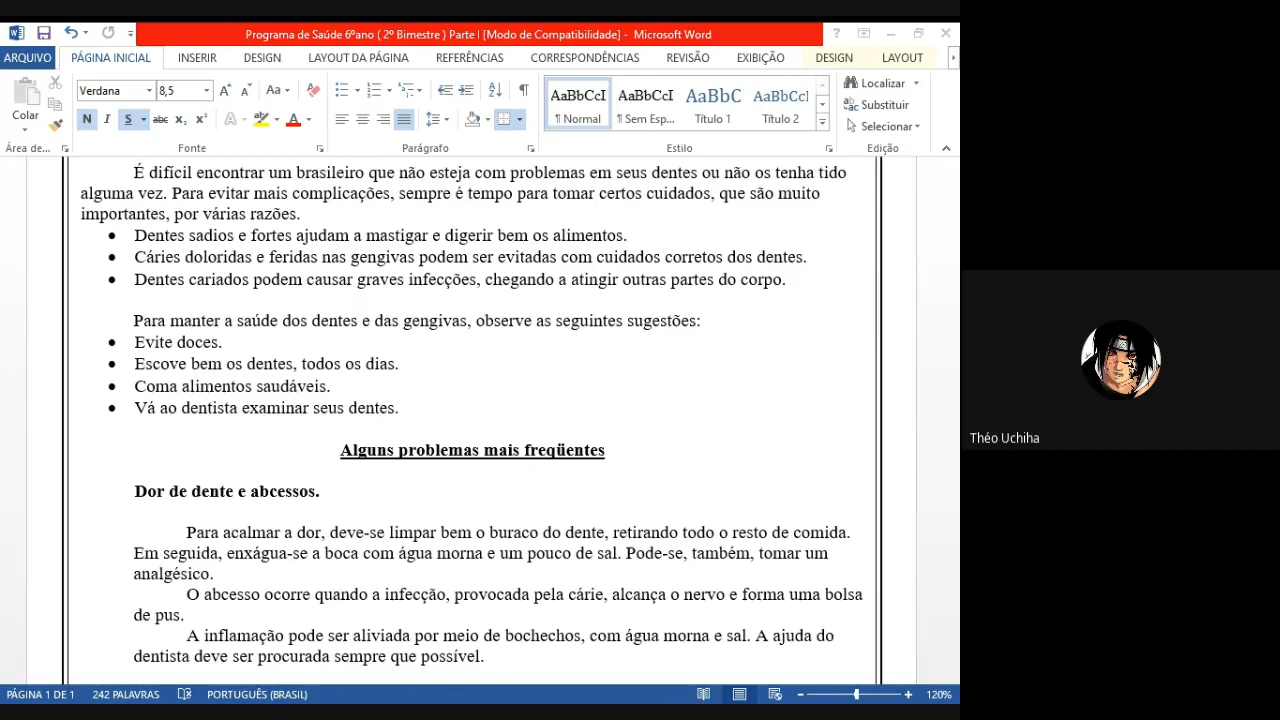 Programa de Saúde 6ºano ( 2º Bimestre ) Parte I [Modo de Compatibilidade] - Microsoft Word
ARQUIVO PÁGINA INICIAL INSERIR DESIGN LAYOUT DA PÁGINA REFERÊNCIAS CORRESPONDÊNCIAS REVISÃO EXIBIÇÃO DESIGN LAYOUT
Verdana 8,5
Colar
N I S abc x₂ x²
AaBbCcI AaBbCcI AaBbC AaBbCcI
¶ Normal ¶ Sem Esp... Título 1 Título 2
Localizar
Substituir
Selecionar
Área de... Fonte Parágrafo Estilo Edição
É difícil encontrar um brasileiro que não esteja com problemas em seus dentes ou não os tenha tido
alguma vez. Para evitar mais complicações, sempre é tempo para tomar certos cuidados, que são muito
importantes, por várias razões.
• Dentes sadios e fortes ajudam a mastigar e digerir bem os alimentos.
• Cáries doloridas e feridas nas gengivas podem ser evitadas com cuidados corretos dos dentes.
• Dentes cariados podem causar graves infecções, chegando a atingir outras partes do corpo.
Para manter a saúde dos dentes e das gengivas, observe as seguintes sugestões:
• Evite doces.
• Escove bem os dentes, todos os dias.
• Coma alimentos saudáveis.
• Vá ao dentista examinar seus dentes.
Alguns problemas mais freqüentes
Dor de dente e abcessos.
Para acalmar a dor, deve-se limpar bem o buraco do dente, retirando todo o resto de comida.
Em seguida, enxágua-se a boca com água morna e um pouco de sal. Pode-se, também, tomar um
analgésico.
O abcesso ocorre quando a infecção, provocada pela cárie, alcança o nervo e forma uma bolsa
de pus.
A inflamação pode ser aliviada por meio de bochechos, com água morna e sal. A ajuda do
dentista deve ser procurada sempre que possível.
PÁGINA 1 DE 1 242 PALAVRAS PORTUGUÊS (BRASIL) 120%
Théo Uchiha